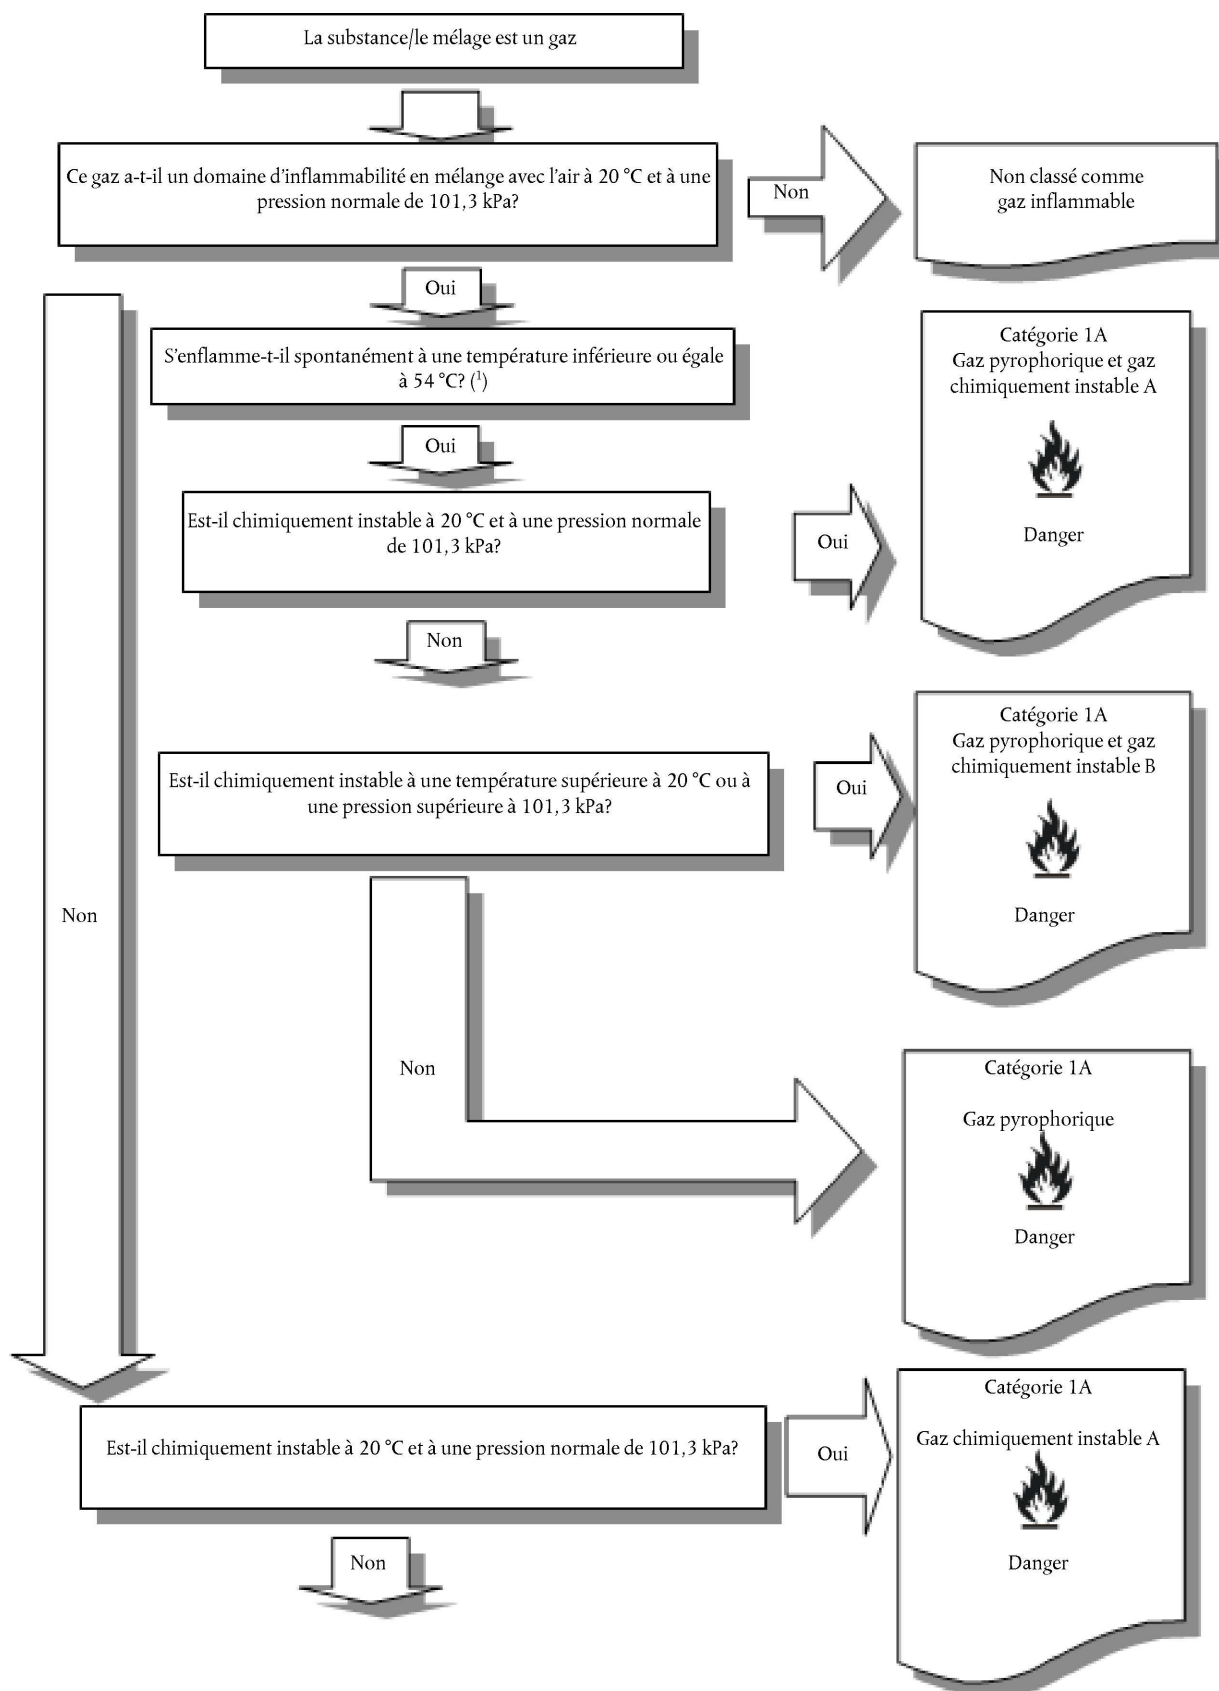 La substance/le mélage est un gaz
Ce gaz a-t-il un domaine d'inflammabilité en mélange avec l'air à 20 °C et à une
pression normale de 101,3 kPa?
Non
Non classé comme
gaz inflammable
Oui
S'enflamme-t-il spontanément à une température inférieure ou égale
à 54 °C? (¹)
Catégorie 1A
Gaz pyrophorique et gaz
chimiquement instable A
Danger
Oui
Est-il chimiquement instable à 20 °C et à une pression normale
de 101,3 kPa?
Oui
Non
Catégorie 1A
Gaz pyrophorique et gaz
chimiquement instable B
Danger
Est-il chimiquement instable à une température supérieure à 20 °C ou à
une pression supérieure à 101,3 kPa?
Oui
Non
Non
Catégorie 1A
Gaz pyrophorique
Danger
Est-il chimiquement instable à 20 °C et à une pression normale de 101,3 kPa?
Oui
Catégorie 1A
Gaz chimiquement instable A
Danger
Non